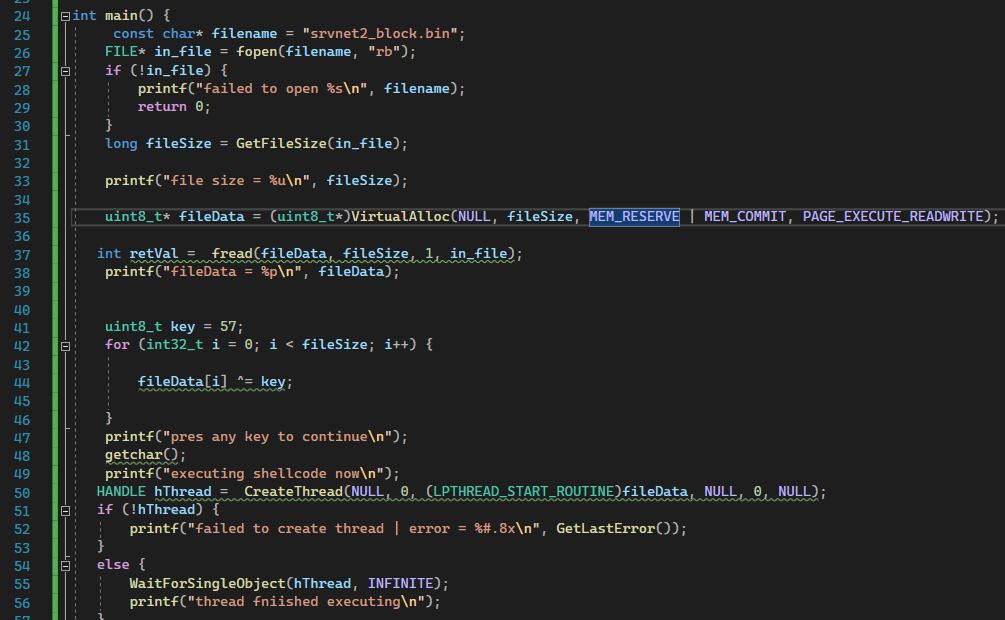 24 int main() {
25 const char* filename = "srvnet2_block.bin";
26 FILE* in_file = fopen(filename, "rb");
27 if (!in_file) {
28 printf("failed to open %s\n", filename);
29 return 0;
30 }
31 long fileSize = GetFileSize(in_file);
32
33 printf("file size = %u\n", fileSize);
34
35 uint8_t* fileData = (uint8_t*)VirtualAlloc(NULL, fileSize, MEM_RESERVE | MEM_COMMIT, PAGE_EXECUTE_READWRITE);
36
37 int retVal = fread(fileData, fileSize, 1, in_file);
38 printf("fileData = %p\n", fileData);
39
40
41 uint8_t key = 57;
42 for (int32_t i = 0; i < fileSize; i++) {
43
44 fileData[i] ^= key;
45
46 }
47 printf("pres any key to continue\n");
48 getchar();
49 printf("executing shellcode now\n");
50 HANDLE hThread = CreateThread(NULL, 0, (LPTHREAD_START_ROUTINE)fileData, NULL, 0, NULL);
51 if (!hThread) {
52 printf("failed to create thread | error = %#.8x\n", GetLastError());
53 }
54 else {
55 WaitForSingleObject(hThread, INFINITE);
56 printf("thread fniished executing\n");
57 }